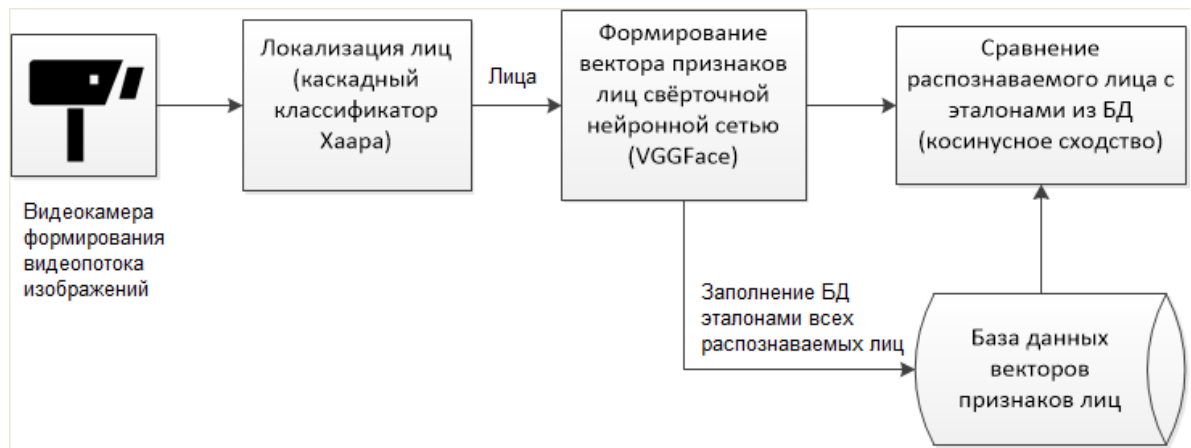 Видеокамера
формирования
видеопотока
изображений
Локализация лиц
(каскадный
классификатор
Хаара)
Лица
Формирование
вектора признаков
лиц свёрточной
нейронной сетью
(VGGFace)
Сравнение
распознаваемого лица с
эталонами из БД
(косинусное сходство)
Заполнение БД
эталонами всех
распознаваемых лиц
База данных
векторов
признаков лиц